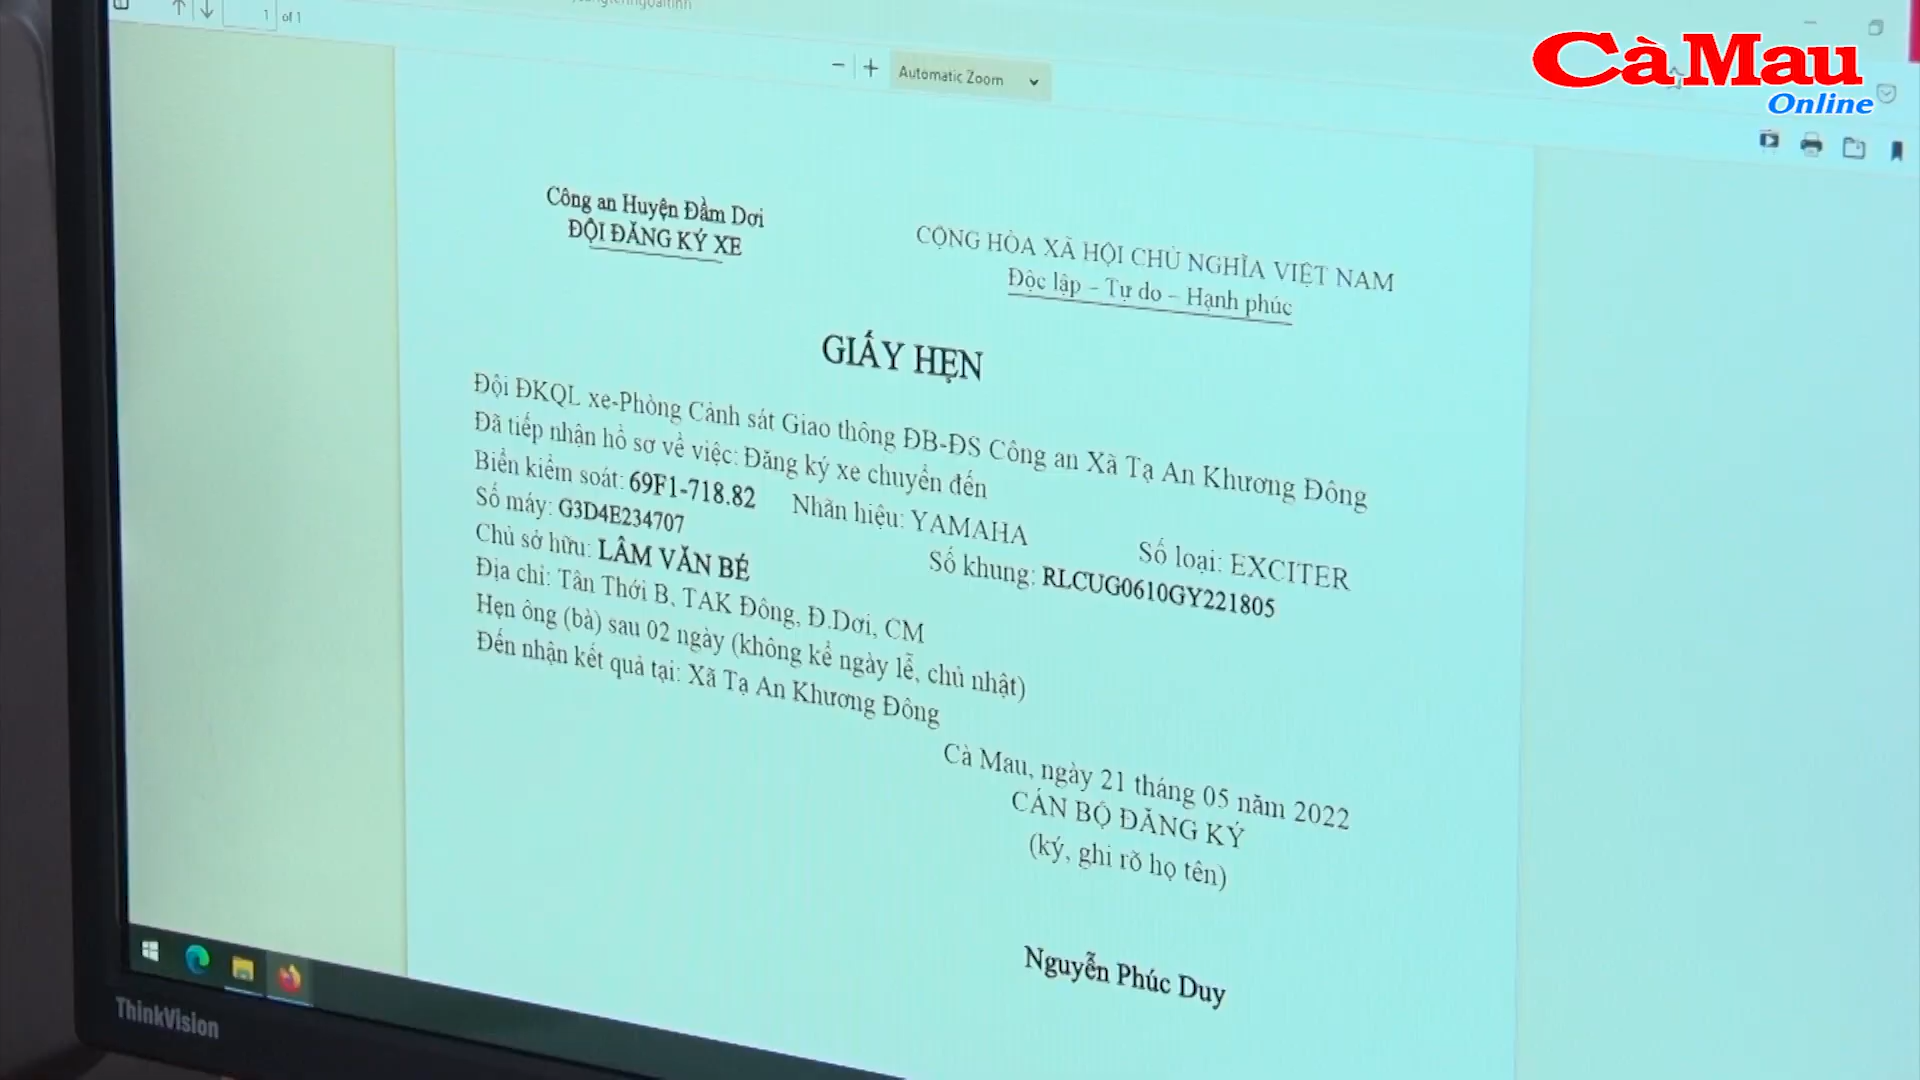 1 of 1
Automatic Zoom
Cà Mau
Online
Công an Huyện Đầm Dơi
ĐỘI ĐĂNG KÝ XE
CỘNG HÒA XÃ HỘI CHỦ NGHĨA VIỆT NAM
Độc lập – Tự do – Hạnh phúc
GIẤY HẸN
Đội ĐKQL xe-Phòng Cảnh sát Giao thông ĐB-ĐS Công an Xã Tạ An Khương Đông
Đã tiếp nhận hồ sơ về việc: Đăng ký xe chuyển đến
Biển kiểm soát: 69F1-718.82 Nhãn hiệu: YAMAHA Số loại: EXCITER
Số máy: G3D4E234707 Số khung: RLCUG0610GY221805
Chủ sở hữu: LÂM VĂN BÉ
Địa chỉ: Tân Thới B, TAK Đông, Đ.Dơi, CM
Hẹn ông (bà) sau 02 ngày (không kể ngày lễ, chủ nhật)
Đến nhận kết quả tại: Xã Tạ An Khương Đông
Cà Mau, ngày 21 tháng 05 năm 2022
CÁN BỘ ĐĂNG KÝ
(ký, ghi rõ họ tên)
Nguyễn Phúc Duy
ThinkVision